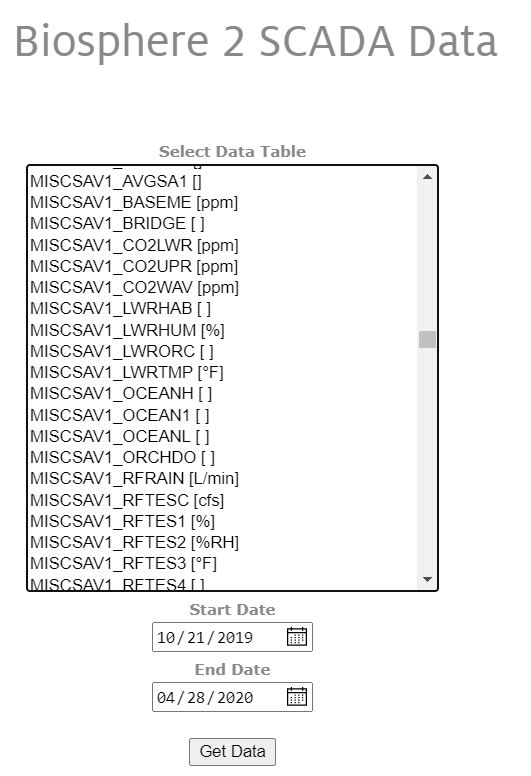 Biosphere 2 SCADA Data
Select Data Table
MISCSAV1_AVGSA1 []
MISCSAV1_BASEME [ppm]
MISCSAV1_BRIDGE [ ]
MISCSAV1_CO2LWR [ppm]
MISCSAV1_CO2UPR [ppm]
MISCSAV1_CO2WAV [ppm]
MISCSAV1_LWRHAB [ ]
MISCSAV1_LWRHUM [%]
MISCSAV1_LWRORC [ ]
MISCSAV1_LWRTMP [°F]
MISCSAV1_OCEANH [ ]
MISCSAV1_OCEAN1 [ ]
MISCSAV1_OCEANL [ ]
MISCSAV1_ORCHDO [ ]
MISCSAV1_RFRAIN [L/min]
MISCSAV1_RFTESC [cfs]
MISCSAV1_RFTES1 [%]
MISCSAV1_RFTES2 [%RH]
MISCSAV1_RFTES3 [°F]
MISCSAV1_RFTES4 [ ]
Start Date
10/21/2019
End Date
04/28/2020
Get Data